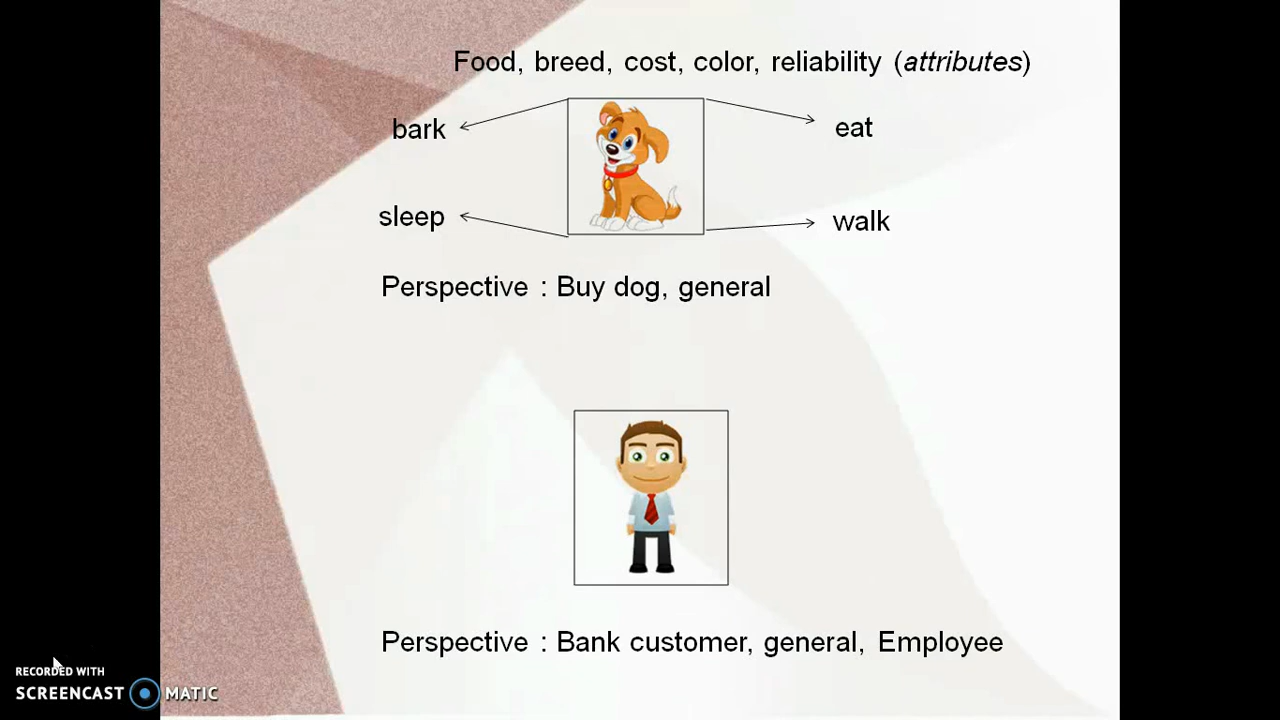 Food, breed, cost, color, reliability (attributes)
bark
eat
sleep
walk
Perspective : Buy dog, general
Perspective : Bank customer, general, Employee
RECORDED WITH
SCREENCAST MATIC